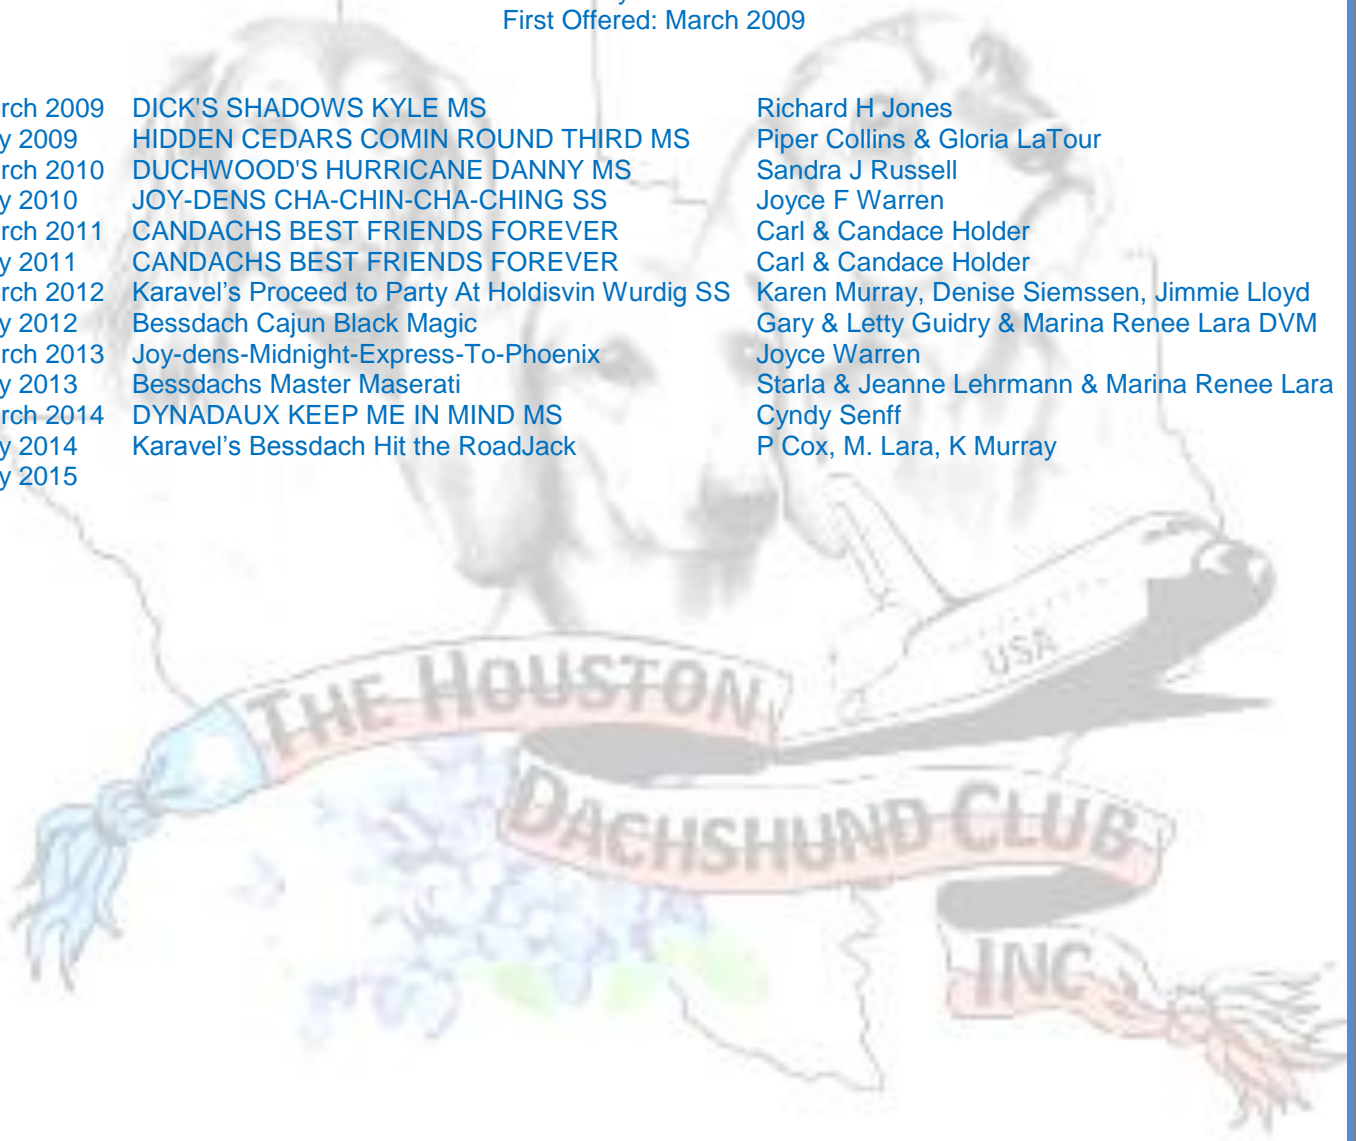 First Offered: March 2009
rch 2009 DICK'S SHADOWS KYLE MS Richard H Jones
y 2009 HIDDEN CEDARS COMIN ROUND THIRD MS Piper Collins & Gloria LaTour
rch 2010 DUCHWOOD'S HURRICANE DANNY MS Sandra J Russell
y 2010 JOY-DENS CHA-CHIN-CHA-CHING SS Joyce F Warren
rch 2011 CANDACHS BEST FRIENDS FOREVER Carl & Candace Holder
y 2011 CANDACHS BEST FRIENDS FOREVER Carl & Candace Holder
rch 2012 Karavel's Proceed to Party At Holdisvin Wurdig SS Karen Murray, Denise Siemssen, Jimmie Lloyd
y 2012 Bessdach Cajun Black Magic Gary & Letty Guidry & Marina Renee Lara DVM
rch 2013 Joy-dens-Midnight-Express-To-Phoenix Joyce Warren
y 2013 Bessdachs Master Maserati Starla & Jeanne Lehrmann & Marina Renee Lara
rch 2014 DYNADAUX KEEP ME IN MIND MS Cyndy Senff
y 2014 Karavel's Bessdach Hit the RoadJack P Cox, M. Lara, K Murray
y 2015
USA
THE HOUSTON
DACHSHUND CLUB
INC